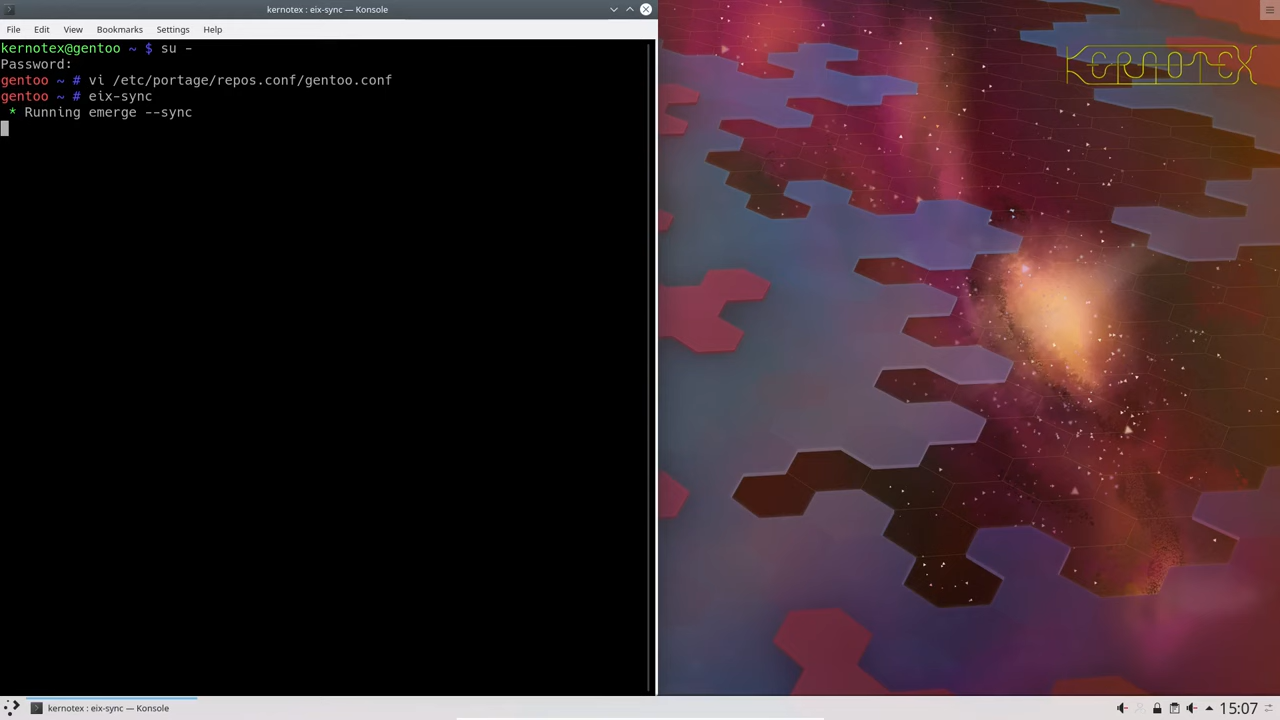 kernotex : eix-sync — Konsole
File Edit View Bookmarks Settings Help
kernotex@gentoo ~ $ su -
Password:
gentoo ~ # vi /etc/portage/repos.conf/gentoo.conf
gentoo ~ # eix-sync
* Running emerge --sync
KERNOTEX
kernotex : eix-sync — Konsole
15:07